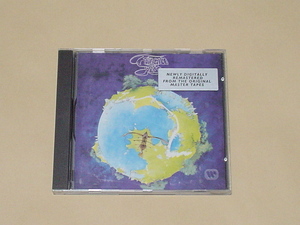 NEWLY DIGITALLY
REMASTERED
FROM THE ORIGINAL
MASTER TAPES